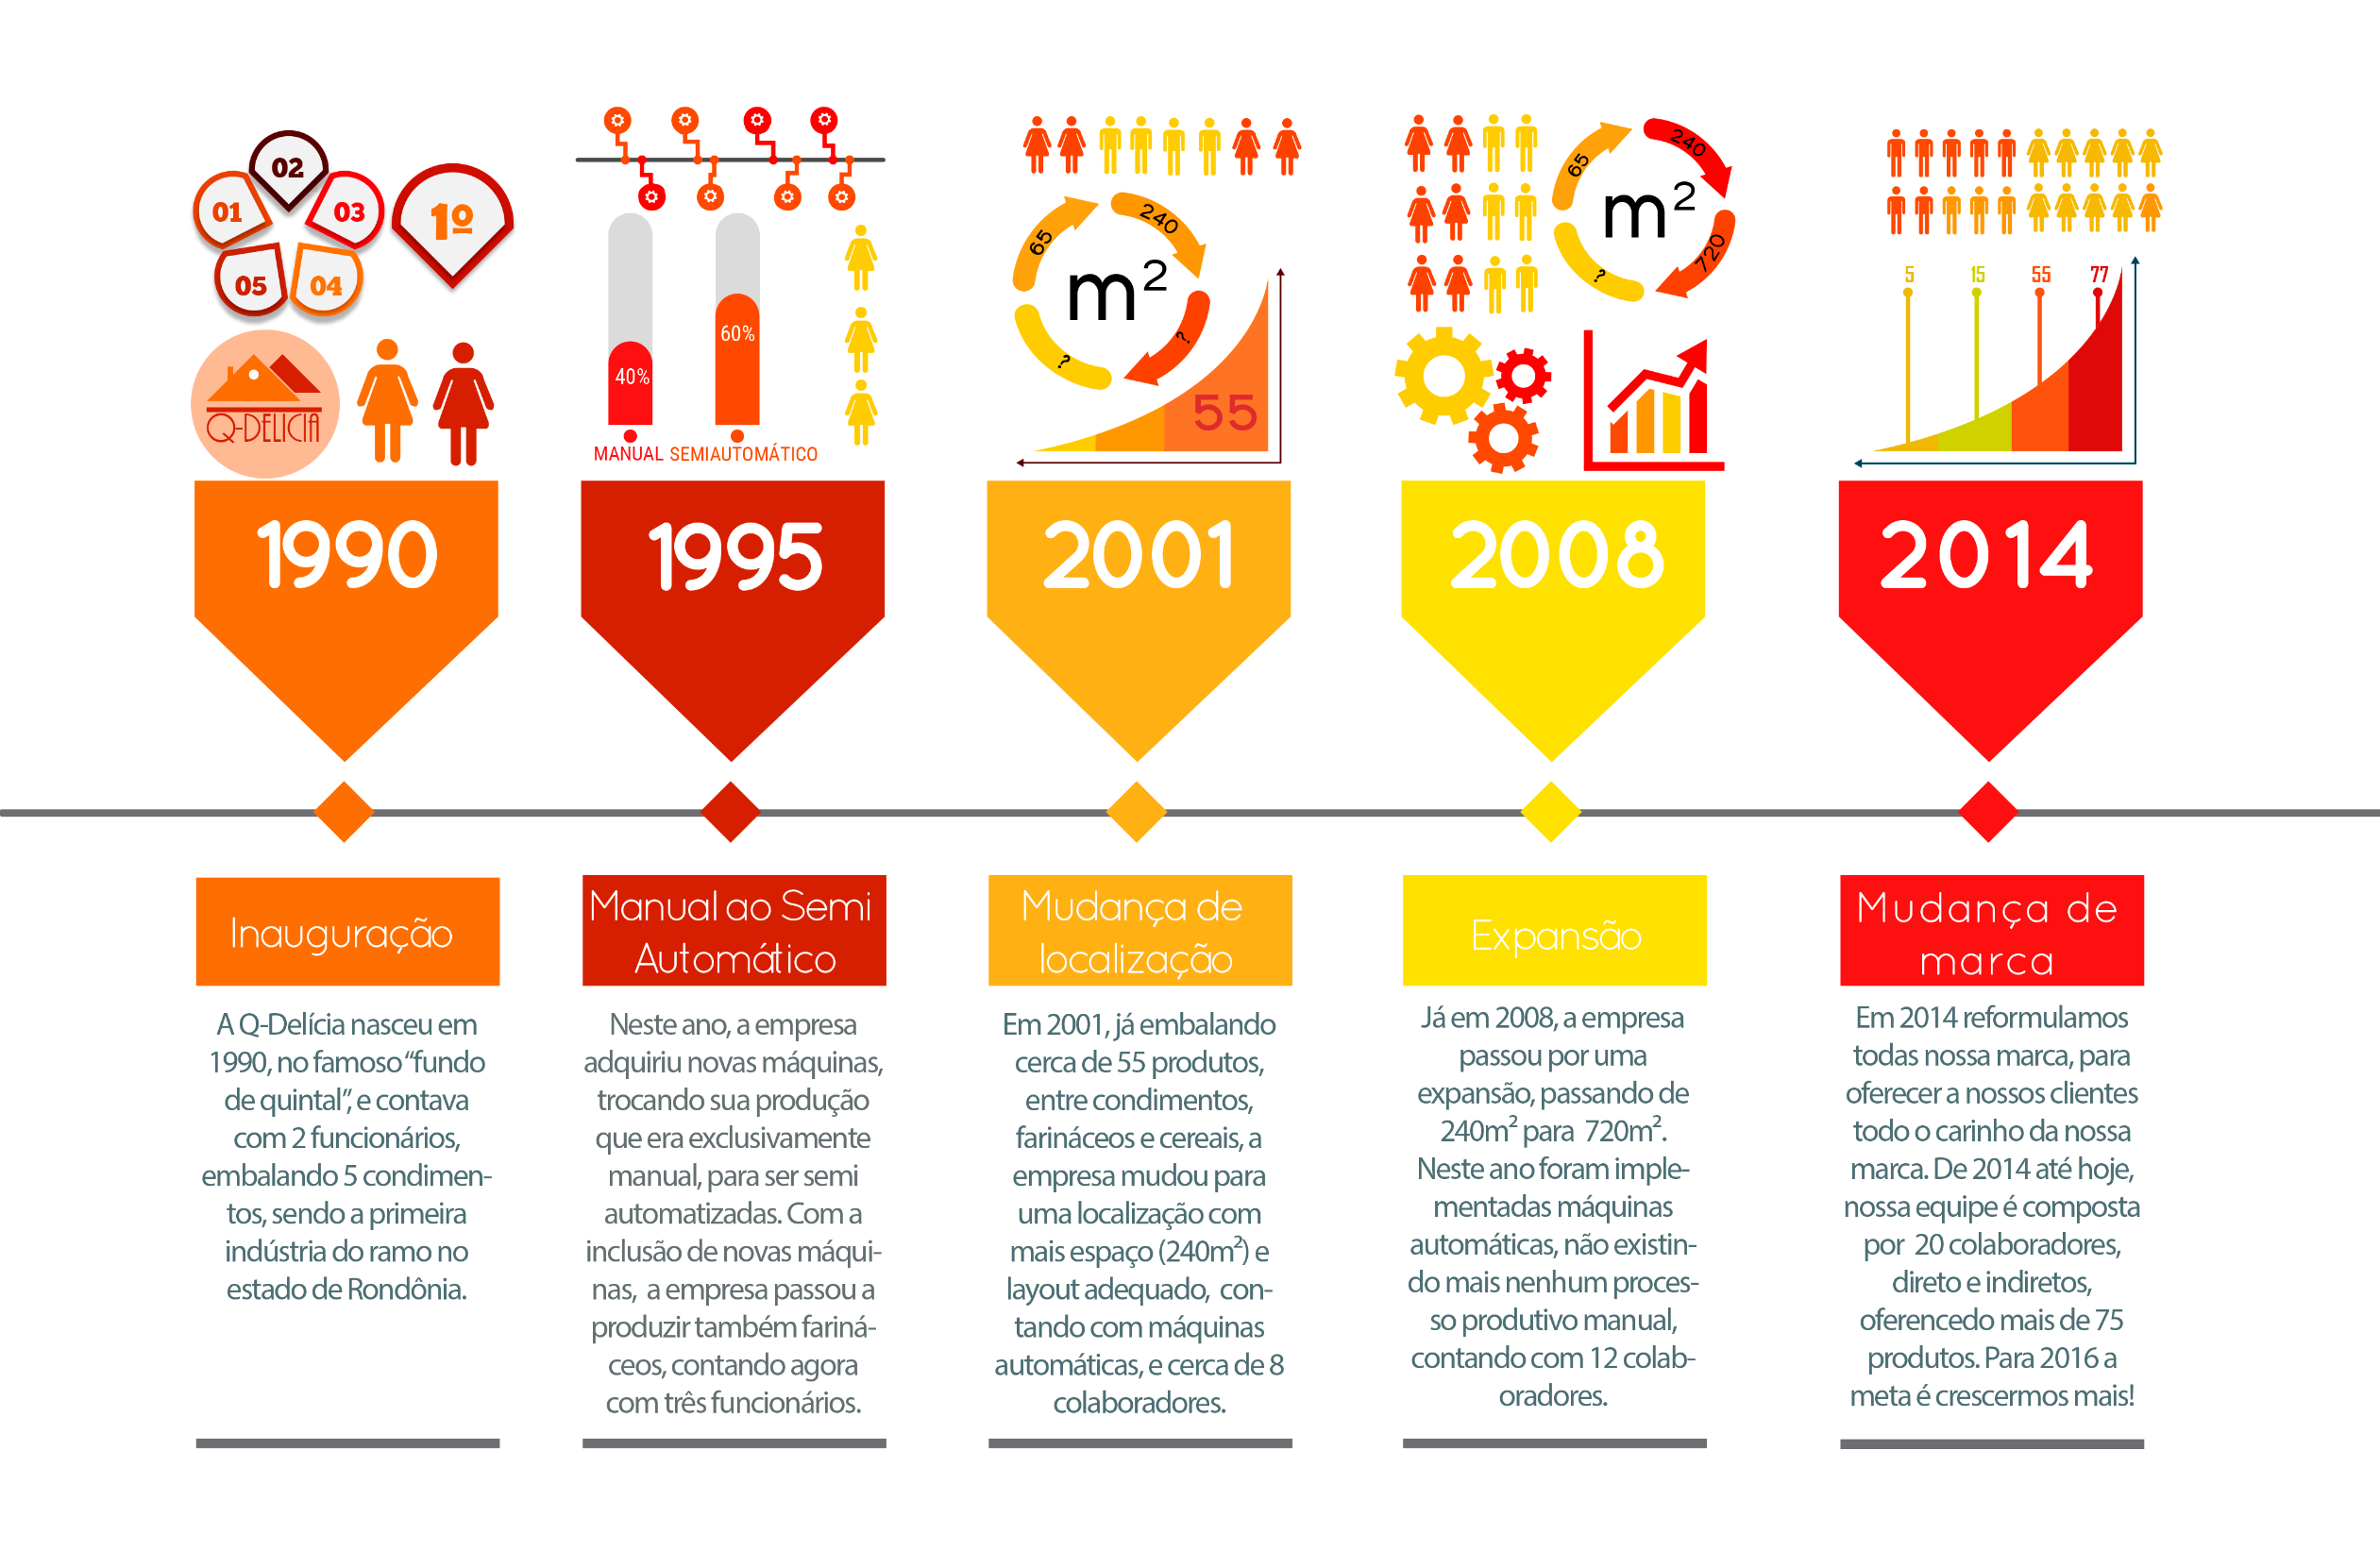 02
01
03
05
04
1º
Q-DELICIA
1990
Inauguração
A Q-Delícia nasceu em
1990, no famoso “fundo
de quintal”, e contava
com 2 funcionários,
embalando 5 condimen-
tos, sendo a primeira
indústria do ramo no
estado de Rondônia.
40%
60%
MANUAL
SEMIAUTOMÁTICO
1995
Manual ao Semi
Automático
Neste ano, a empresa
adquiriu novas máquinas,
trocando sua produção
que era exclusivamente
manual, para ser semi
automatizadas. Com a
inclusão de novas máqui-
nas, a empresa passou a
produzir também fariná-
ceos, contando agora
com três funcionários.
65
240
m²
?
?
55
2001
Mudança de
localização
Em 2001, já embalando
cerca de 55 produtos,
entre condimentos,
farináceos e cereais, a
empresa mudou para
uma localização com
mais espaço (240m²) e
layout adequado, con-
tando com máquinas
automáticas, e cerca de 8
colaboradores.
65
240
m²
720
?
2008
Expansão
Já em 2008, a empresa
passou por uma
expansão, passando de
240m² para 720m².
Neste ano foram imple-
mentadas máquinas
automáticas, não existin-
do mais nenhum proces-
so produtivo manual,
contando com 12 colab-
oradores.
5
15
55
77
2014
Mudança de
marca
Em 2014 reformulamos
todas nossa marca, para
oferecer a nossos clientes
todo o carinho da nossa
marca. De 2014 até hoje,
nossa equipe é composta
por 20 colaboradores,
direto e indiretos,
oferencedo mais de 75
produtos. Para 2016 a
meta é crescermos mais!